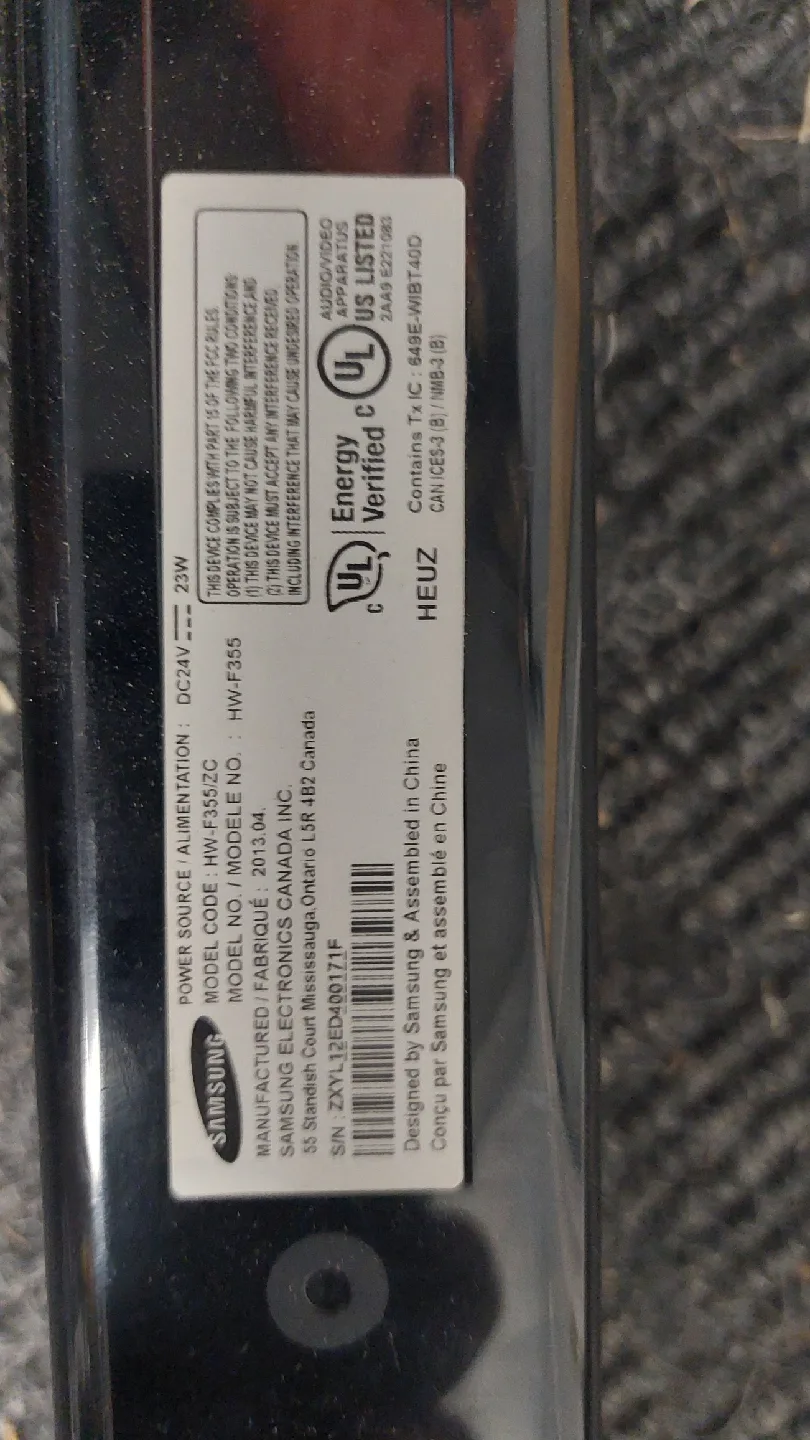 SAMSUNG
POWER SOURCE / ALIMENTATION : DC24V 23W
MODEL CODE : HW-F355/ZC
MODEL NO. / MODELE NO. : HW-F355
MANUFACTURED / FABRIQUÉ : 2013.04.
SAMSUNG ELECTRONICS CANADA INC.
55 Standish Court Mississauga,Ontario L5R 4B2 Canada
S/N : ZXYL12ED400171F
Designed by Samsung & Assembled in China
Conçu par Samsung et assemblé en Chine
THIS DEVICE COMPLIES WITH PART 15 OF THE FCC RULES
OPERATION IS SUBJECT TO THE FOLLOWING TWO CONDITIONS
(1) THIS DEVICE MAY NOT CAUSE HARMFUL INTERFERENCE AND
(2) THIS DEVICE MUST ACCEPT ANY INTERFERENCE RECEIVED
INCLUDING INTERFERENCE THAT MAY CAUSE UNDESIRED OPERATION
c UL Energy
Verified
c UL US LISTED
AUDIO/VIDEO
APPARATUS
2AA9 E221083
HEUZ
Contains Tx IC : 649E-WIBT40D
CAN ICES-3 (B) / NMB-3 (B)